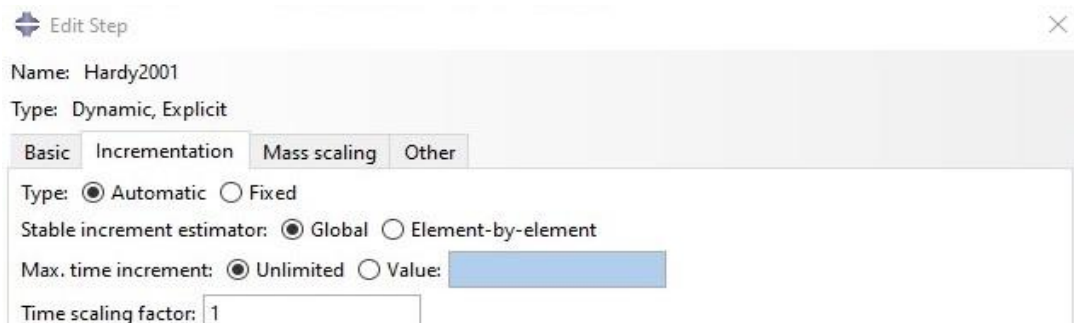 Edit Step
Name: Hardy2001
Type: Dynamic, Explicit
Basic Incrementation Mass scaling Other
Type: Automatic Fixed
Stable increment estimator: Global Element-by-element
Max. time increment: Unlimited Value:
Time scaling factor: 1